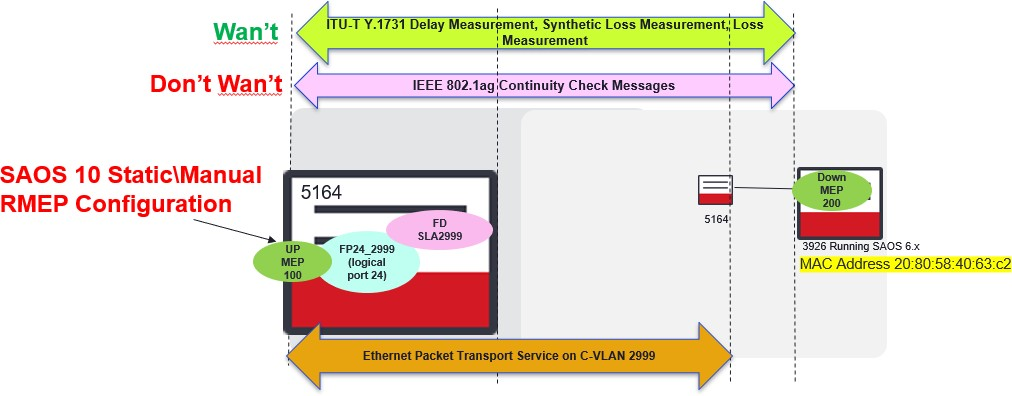 Wan't
ITU-T Y.1731 Delay Measurement, Synthetic Loss Measurement, Loss
Measurement
Don't Wan't
IEEE 802.1ag Continuity Check Messages
SAOS 10 Static\Manual
RMEP Configuration
5164
FD
SLA2999
UP
MEP
100
FP24_2999
(logical
port 24)
5164
Down
MEP
200
3926 Running SAOS 6.x
MAC Address 20:80:58:40:63:c2
Ethernet Packet Transport Service on C-VLAN 2999